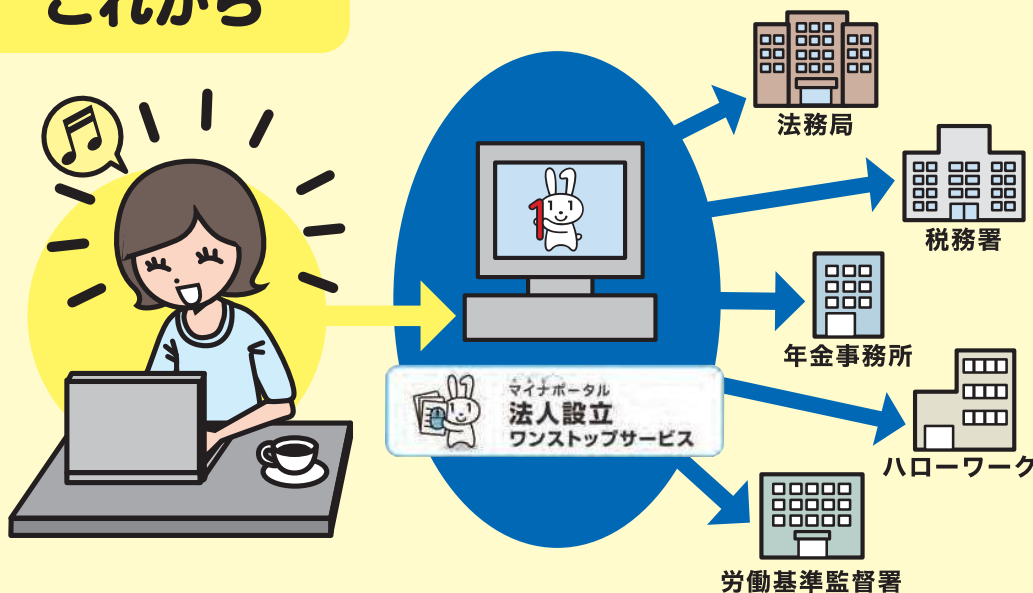 これから
法務局
税務署
1
年金事務所
マイナポータル
法人設立
ワンストップサービス
ハローワーク
労働基準監督署